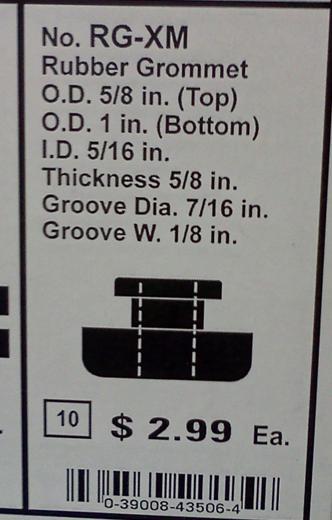 No. RG-XM
Rubber Grommet
O.D. 5/8 in. (Top)
O.D. 1 in. (Bottom)
I.D. 5/16 in.
Thickness 5/8 in.
Groove Dia. 7/16 in.
Groove W. 1/8 in.
10 $ 2.99 Ea.
0-39008-43506-4